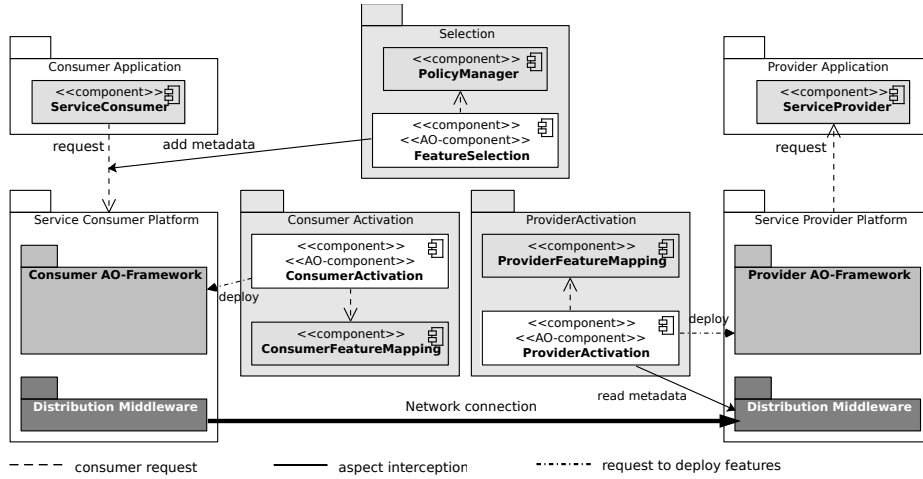 Selection
<<component>>
PolicyManager
<<component>>
<<AO-component>>
FeatureSelection
Consumer Application
<<component>>
ServiceConsumer
Provider Application
<<component>>
ServiceProvider
request
add metadata
request
Service Consumer Platform
Consumer AO-Framework
Distribution Middleware
Consumer Activation
<<component>>
<<AO-component>>
ConsumerActivation
deploy
<<component>>
ConsumerFeatureMapping
ProviderActivation
<<component>>
ProviderFeatureMapping
<<component>>
<<AO-component>>
ProviderActivation
deploy
read metadata
Service Provider Platform
Provider AO-Framework
Distribution Middleware
Network connection
consumer request
aspect interception
request to deploy features